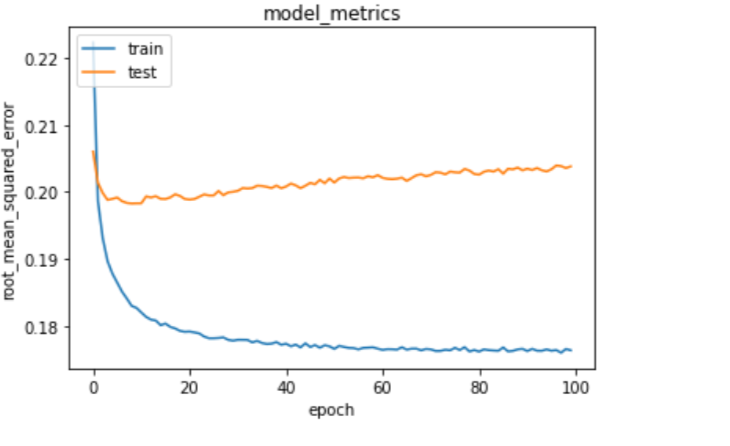 model_metrics
train
test
0.22
0.21
0.20
0.19
0.18
root_mean_squared_error
0
20
40
60
80
100
epoch